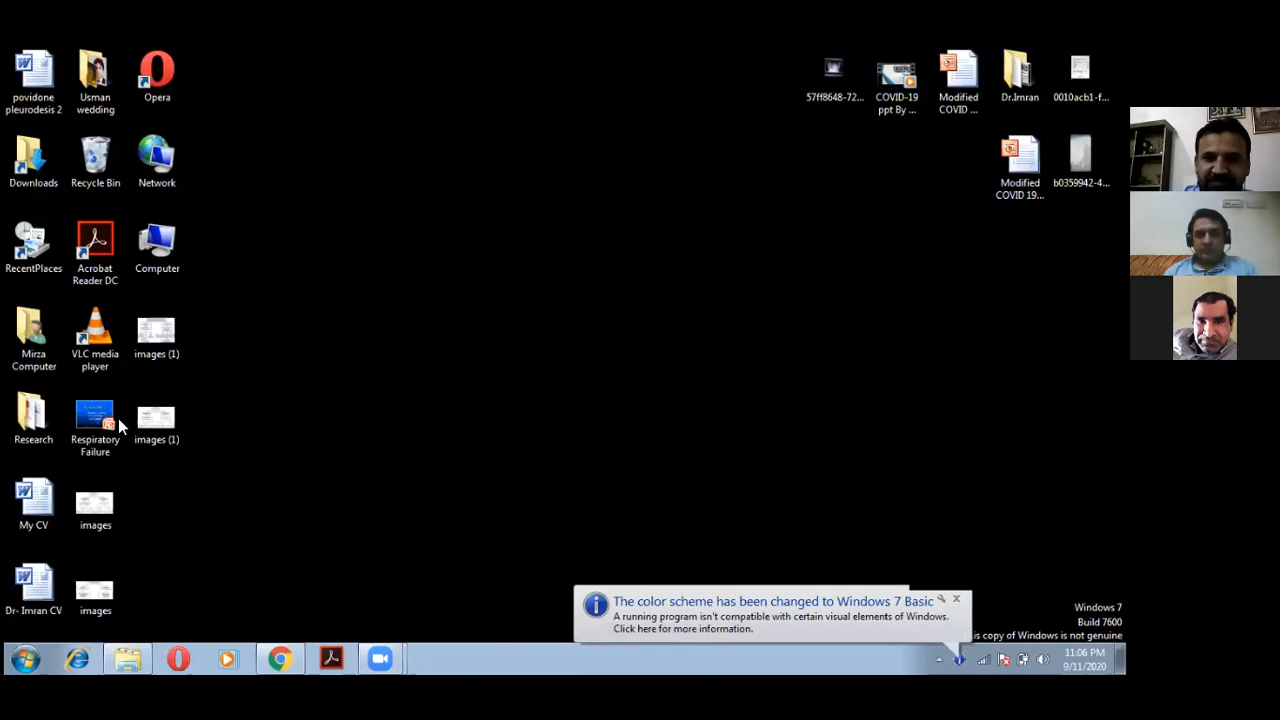 povidone
pleurodesis 2
Usman
wedding
Opera
57ff8648-72...
COVID-19
ppt By ...
Modified
COVID ...
Dr.Imran
0010acb1-f...
Downloads
Recycle Bin
Network
Modified
COVID 19...
b0359942-4...
RecentPlaces
Acrobat
Reader DC
Computer
Mirza
Computer
VLC media
player
images (1)
Research
Respiratory
Failure
images (1)
My CV
images
Dr- Imran CV
images
The color scheme has been changed to Windows 7 Basic
A running program isn't compatible with certain visual elements of Windows.
Click here for more information.
Windows 7
Build 7600
is copy of Windows is not genuine
11:06 PM
9/11/2020